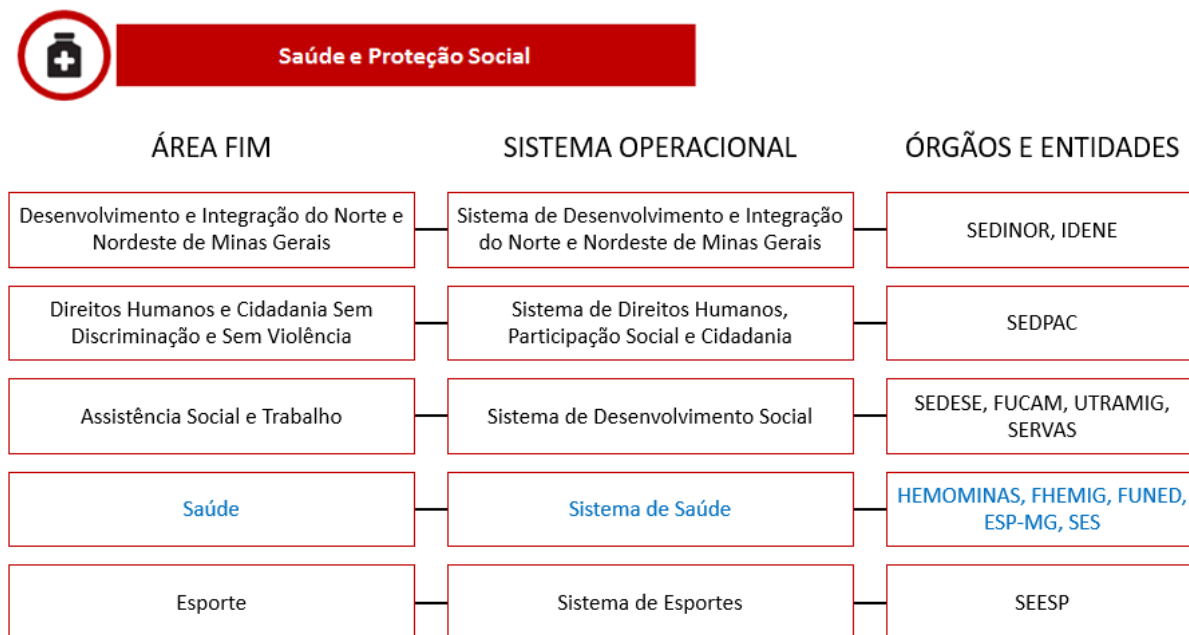 Saúde e Proteção Social
ÁREA FIM
SISTEMA OPERACIONAL
ÓRGÃOS E ENTIDADES
Desenvolvimento e Integração do Norte e
Nordeste de Minas Gerais
Sistema de Desenvolvimento e Integração
do Norte e Nordeste de Minas Gerais
SEDINOR, IDENE
Direitos Humanos e Cidadania Sem
Discriminação e Sem Violência
Sistema de Direitos Humanos,
Participação Social e Cidadania
SEDPAC
Assistência Social e Trabalho
Sistema de Desenvolvimento Social
SEDESE, FUCAM, UTRAMIG,
SERVAS
Saúde
Sistema de Saúde
HEMOMINAS, FHEMIG, FUNED,
ESP-MG, SES
Esporte
Sistema de Esportes
SEESP